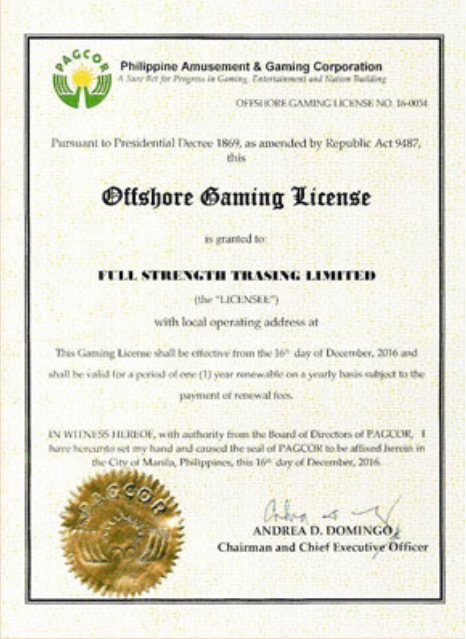 PAGCOR
Philippine Amusement & Gaming Corporation
A Sure Bet for Progress in Gaming, Entertainment and Nation Building
OFFSHORE GAMING LICENSE NO. 16-0034
Pursuant to Presidential Decree 1869, as amended by Republic Act 9487,
this
Offshore Gaming License
is granted to:
FULL STRENGTH TRASING LIMITED
(the "LICENSEE")
with local operating address at
This Gaming License shall be effective from the 16th day of December, 2016 and
shall be valid for a period of one (1) year renewable on a yearly basis subject to the
payment of renewal fees.
IN WITNESS HEREOF, with authority from the Board of Directors of PAGCOR, I
have hereunto set my hand and caused the seal of PAGCOR to be affixed herein in
the City of Manila, Philippines, this 16th day of December, 2016.
PAGCOR
ANDREA D. DOMINGO
Chairman and Chief Executive Officer